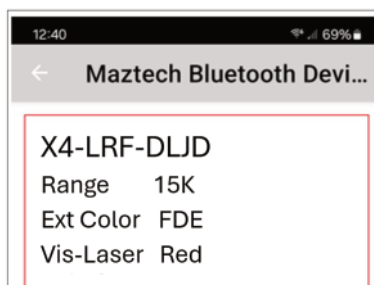 12:40 69%
← Maztech Bluetooth Devi...
X4-LRF-DLJD
Range 15K
Ext Color FDE
Vis-Laser Red